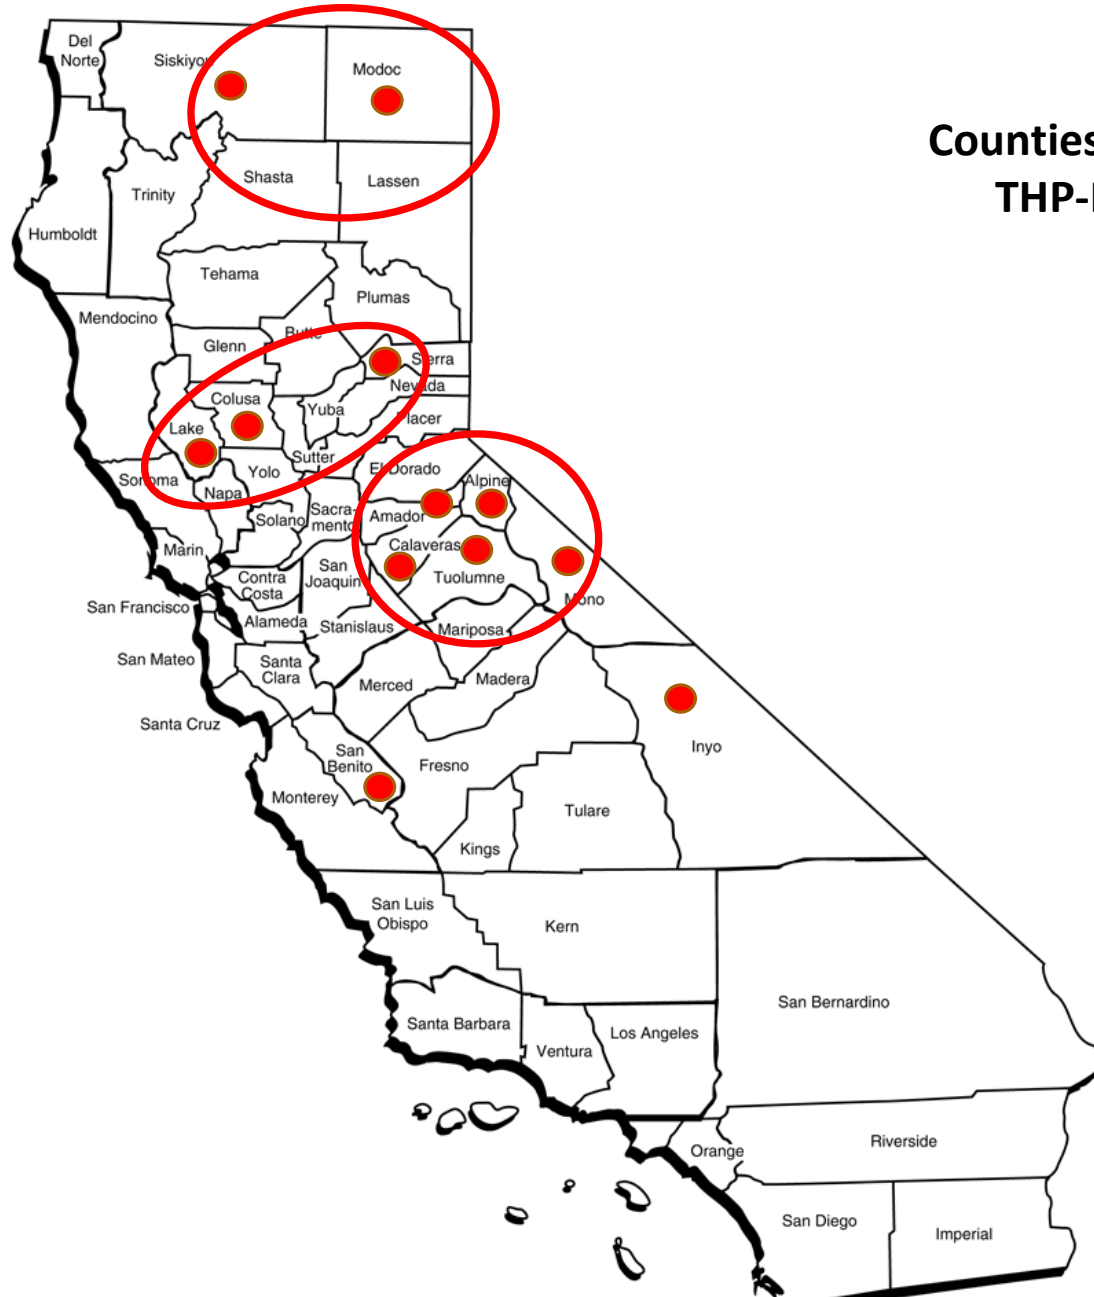 Del
Norte
Siskiyou
Modoc
Counties
THP-
Shasta
Lassen
Trinity
Humboldt
Tehama
Plumas
Mendocino
Butte
Glenn
Sierra
Nevada
Colusa
Yuba
Placer
Lake
Sutter
El Dorado
Yolo
Sonoma
Alpine
Napa
Sacra-
mento
Solano
Amador
Calaveras
Marin
San
Joaquin
Contra
Costa
Tuolumne
Mono
San Francisco
Alameda
Stanislaus
Mariposa
San Mateo
Santa
Clara
Merced
Madera
Santa Cruz
Inyo
San
Benito
Fresno
Monterey
Tulare
Kings
San Luis
Obispo
Kern
San Bernardino
Santa Barbara
Los Angeles
Ventura
Riverside
Orange
San Diego
Imperial